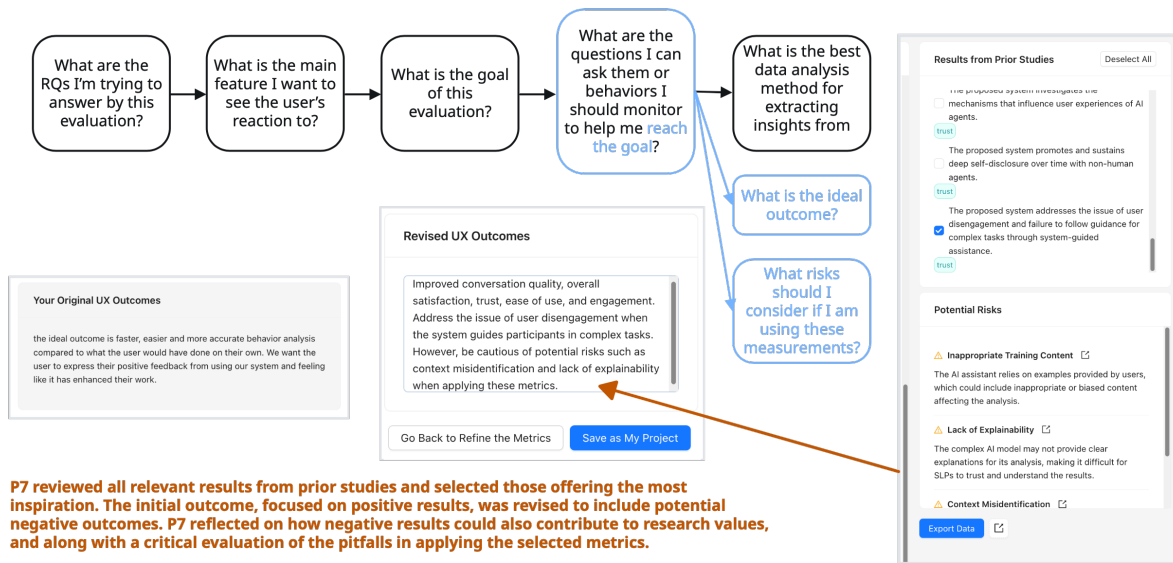 What are the
RQs I'm trying to
answer by this
evaluation?
What is the main
feature I want to
see the user's
reaction to?
What is the goal
of this
evaluation?
What are the
questions I can
ask them or
behaviors I
should monitor
to help me reach
the goal?
What is the best
data analysis
method for
extracting
insights from
What is the ideal
outcome?
What risks
should I
consider if I am
using these
measurements?
Your Original UX Outcomes
the ideal outcome is faster, easier and more accurate behavior analysis
compared to what the user would have done on their own. We want the
user to express their positive feedback from using our system and feeling
like it has enhanced their work.
Revised UX Outcomes
Improved conversation quality, overall
satisfaction, trust, ease of use, and engagement.
Address the issue of user disengagement when
the system guides participants in complex tasks.
However, be cautious of potential risks such as
context misidentification and lack of explainability
when applying these metrics.
Go Back to Refine the Metrics
Save as My Project
Results from Prior Studies
Deselect All
The proposed system investigates the
mechanisms that influence user experiences of AI
agents.
trust
The proposed system promotes and sustains
deep self-disclosure over time with non-human
agents.
trust
The proposed system addresses the issue of user
disengagement and failure to follow guidance for
complex tasks through system-guided
assistance.
trust
Potential Risks
Inappropriate Training Content
The AI assistant relies on examples provided by users,
which could include inappropriate or biased content
affecting the analysis.
Lack of Explainability
The complex AI model may not provide clear
explanations for its analysis, making it difficult for
SLPs to trust and understand the results.
Context Misidentification
Export Data
P7 reviewed all relevant results from prior studies and selected those offering the most
inspiration. The initial outcome, focused on positive results, was revised to include potential
negative outcomes. P7 reflected on how negative results could also contribute to research values,
and along with a critical evaluation of the pitfalls in applying the selected metrics.